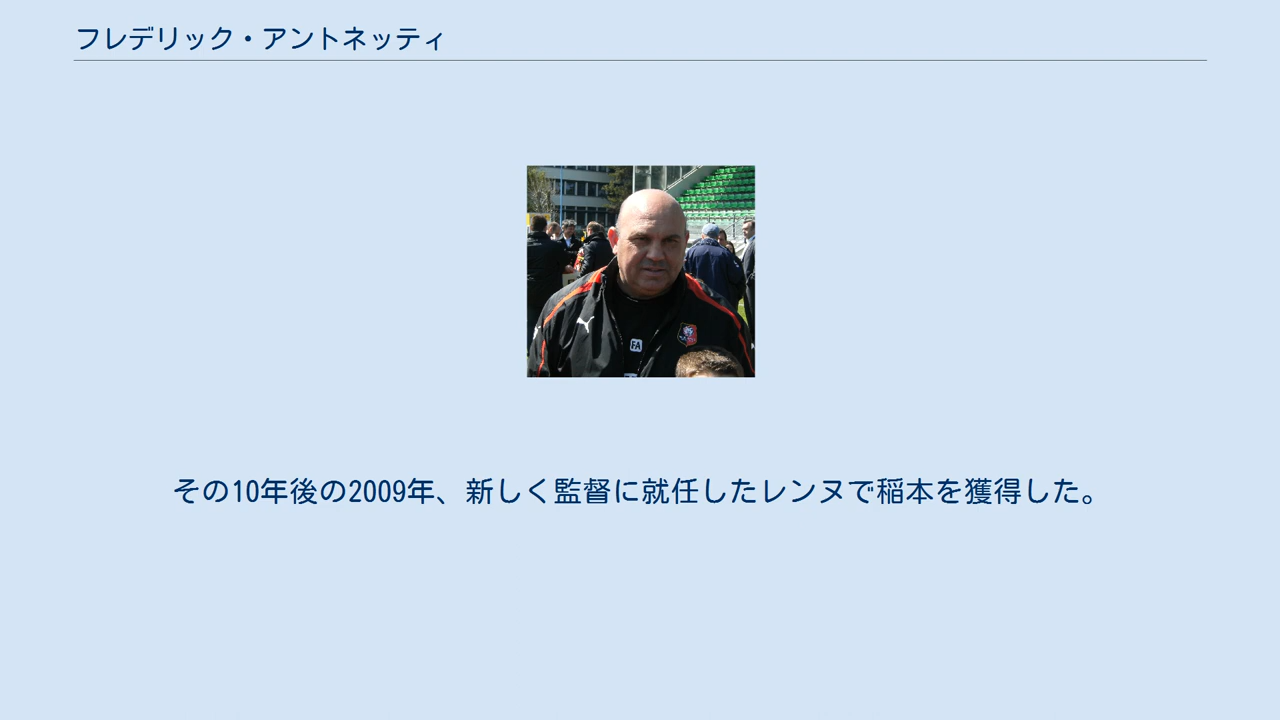 フレデリック・アントネッティ
FA
その10年後の2009年、新しく監督に就任したレンヌで稲本を獲得した。